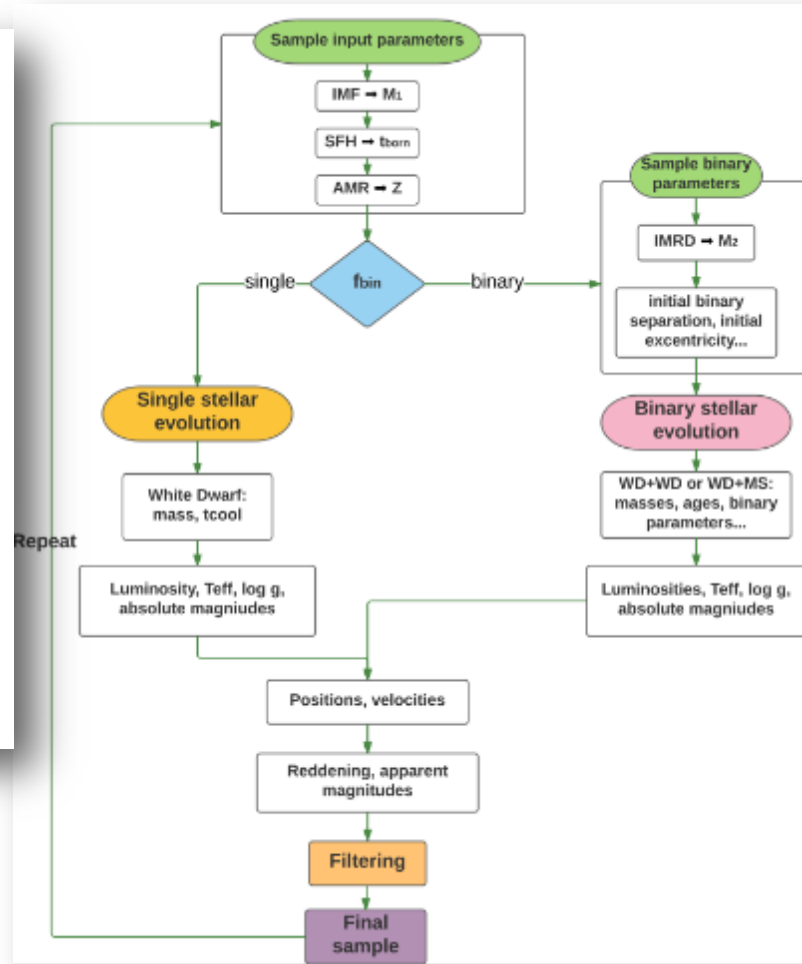 Sample input parameters
IMF ➡ M₁
SFH ➡ tborn
AMR ➡ Z
fbin
single
binary
Sample binary
parameters
IMRD ➡ M₂
initial binary
separation, initial
excentricity...
Single stellar
evolution
Binary stellar
evolution
White Dwarf:
mass, tcool
WD+WD or WD+MS:
masses, ages, binary
parameters...
Repeat
Luminosity, Teff, log g,
absolute magniudes
Luminosities, Teff, log g,
absolute magniudes
Positions, velocities
Reddening, apparent
magnitudes
Filtering
Final
sample